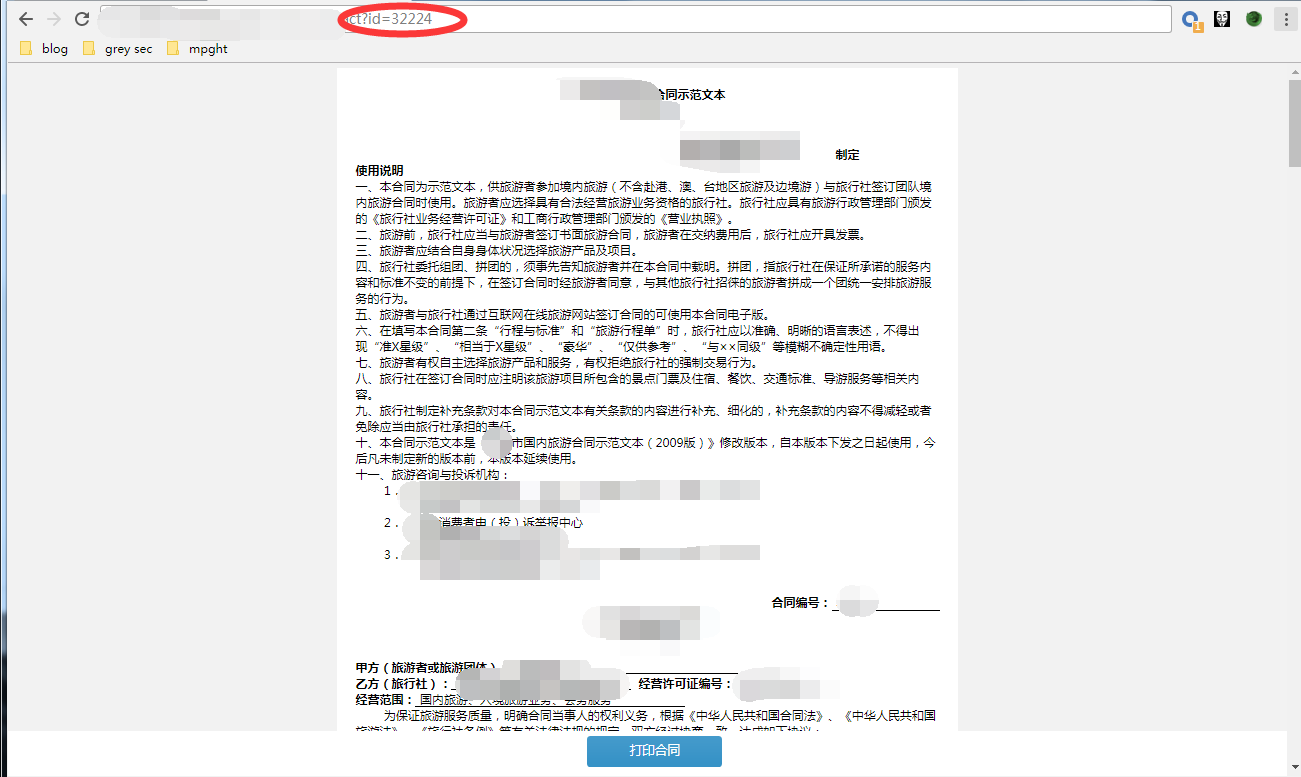 ct?id=32224
blog grey sec mpght
合同示范文本
制定
使用说明
一、本合同为示范文本，供旅游者参加境内旅游（不含赴港、澳、台地区旅游及边境游）与旅行社签订团队境
内旅游合同时使用。旅游者应选择具有合法经营旅游业务资格的旅行社。旅行社应具有旅游行政管理部门颁发
的《旅行社业务经营许可证》和工商行政管理部门颁发的《营业执照》。
二、旅游前，旅行社应当与旅游者签订书面旅游合同，旅游者在交纳费用后，旅行社应开具发票。
三、旅游者应结合自身身体状况选择旅游产品及项目。
四、旅行社委托组团、拼团的，须事先告知旅游者并在本合同中载明。拼团，指旅行社在保证所承诺的服务内
容和标准不变的前提下，在签订合同时经旅游者同意，与其他旅行社招徕的旅游者拼成一个团统一安排旅游服
务的行为。
五、旅游者与旅行社通过互联网在线旅游网站签订合同的可使用本合同电子版。
六、在填写本合同第二条“行程与标准”和“旅游行程单”时，旅行社应以准确、明晰的语言表述，不得出
现“准X星级”、“相当于X星级”、“豪华”、“仅供参考”、“与××同级”等模糊不确定性用语。
七、旅游者有权自主选择旅游产品和服务，有权拒绝旅行社的强制交易行为。
八、旅行社在签订合同时应注明该旅游项目所包含的景点门票及住宿、餐饮、交通标准、导游服务等相关内
容。
九、旅行社制定补充条款对本合同示范文本有关条款的内容进行补充、细化的，补充条款的内容不得减轻或者
免除应当由旅行社承担的责任。
十、本合同示范文本是 市国内旅游合同示范文本（2009版）》修改版本，自本版本下发之日起使用，今
后凡未制定新的版本前，本版本延续使用。
十一、旅游咨询与投诉机构：
1．
2． 消费者申（投）诉举报中心
3．
合同编号：
甲方（旅游者或旅游团体）
乙方（旅行社）： 经营许可证编号：
经营范围： 国内旅游、入境旅游业务、会务服务
为保证旅游服务质量，明确合同当事人的权利义务，根据《中华人民共和国合同法》、《中华人民共和国
旅游法》、《旅行社条例》等有关法律法规的规定，双方经过协商一致，达成如下协议：
打印合同